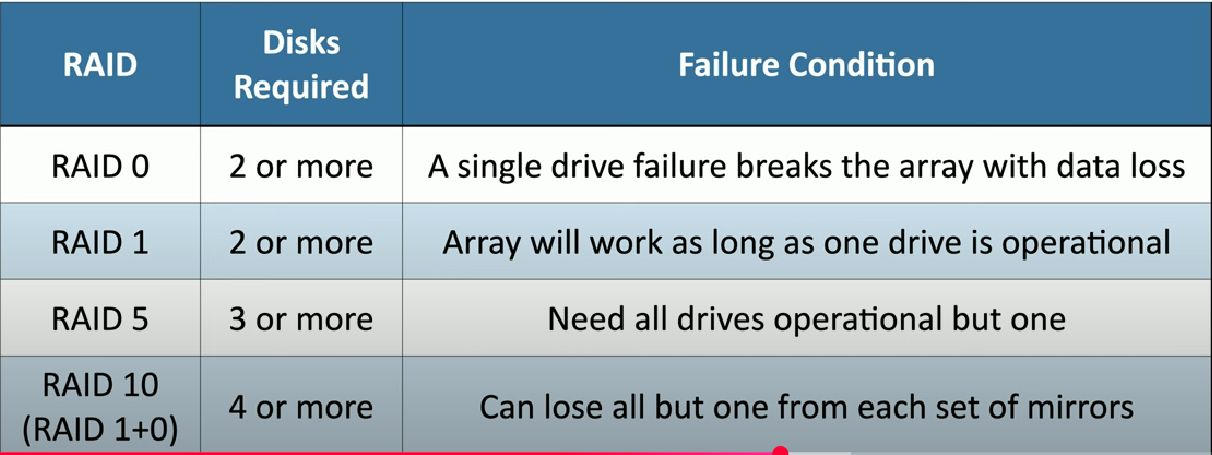 RAID
Disks
Required
Failure Condition
RAID 0
2 or more
A single drive failure breaks the array with data loss
RAID 1
2 or more
Array will work as long as one drive is operational
RAID 5
3 or more
Need all drives operational but one
RAID 10
(RAID 1+0)
4 or more
Can lose all but one from each set of mirrors